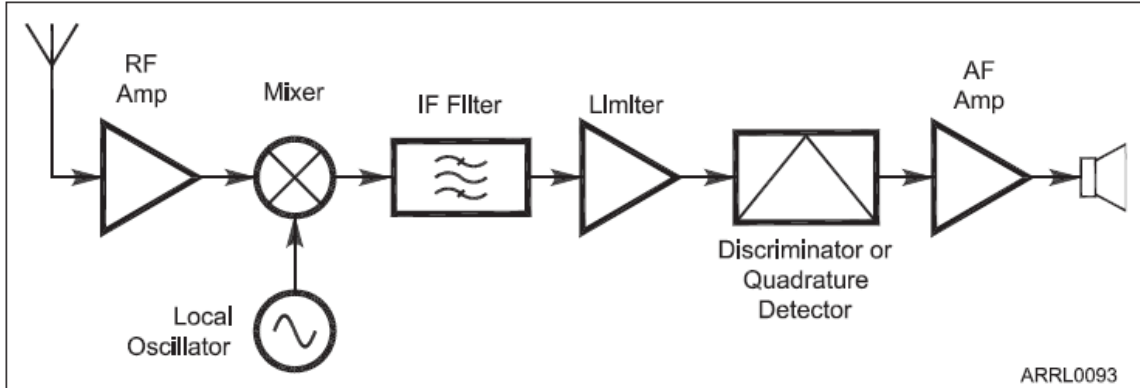 RF
Amp
Mixer
IF FIlter
LImIter
AF
Amp
Discriminator or
Quadrature
Detector
Local
Oscillator
ARRL0093